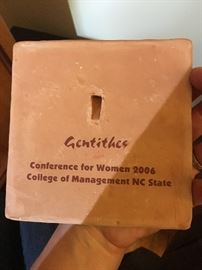 Gentithes
Conference for Women 2006
College of Management NC State